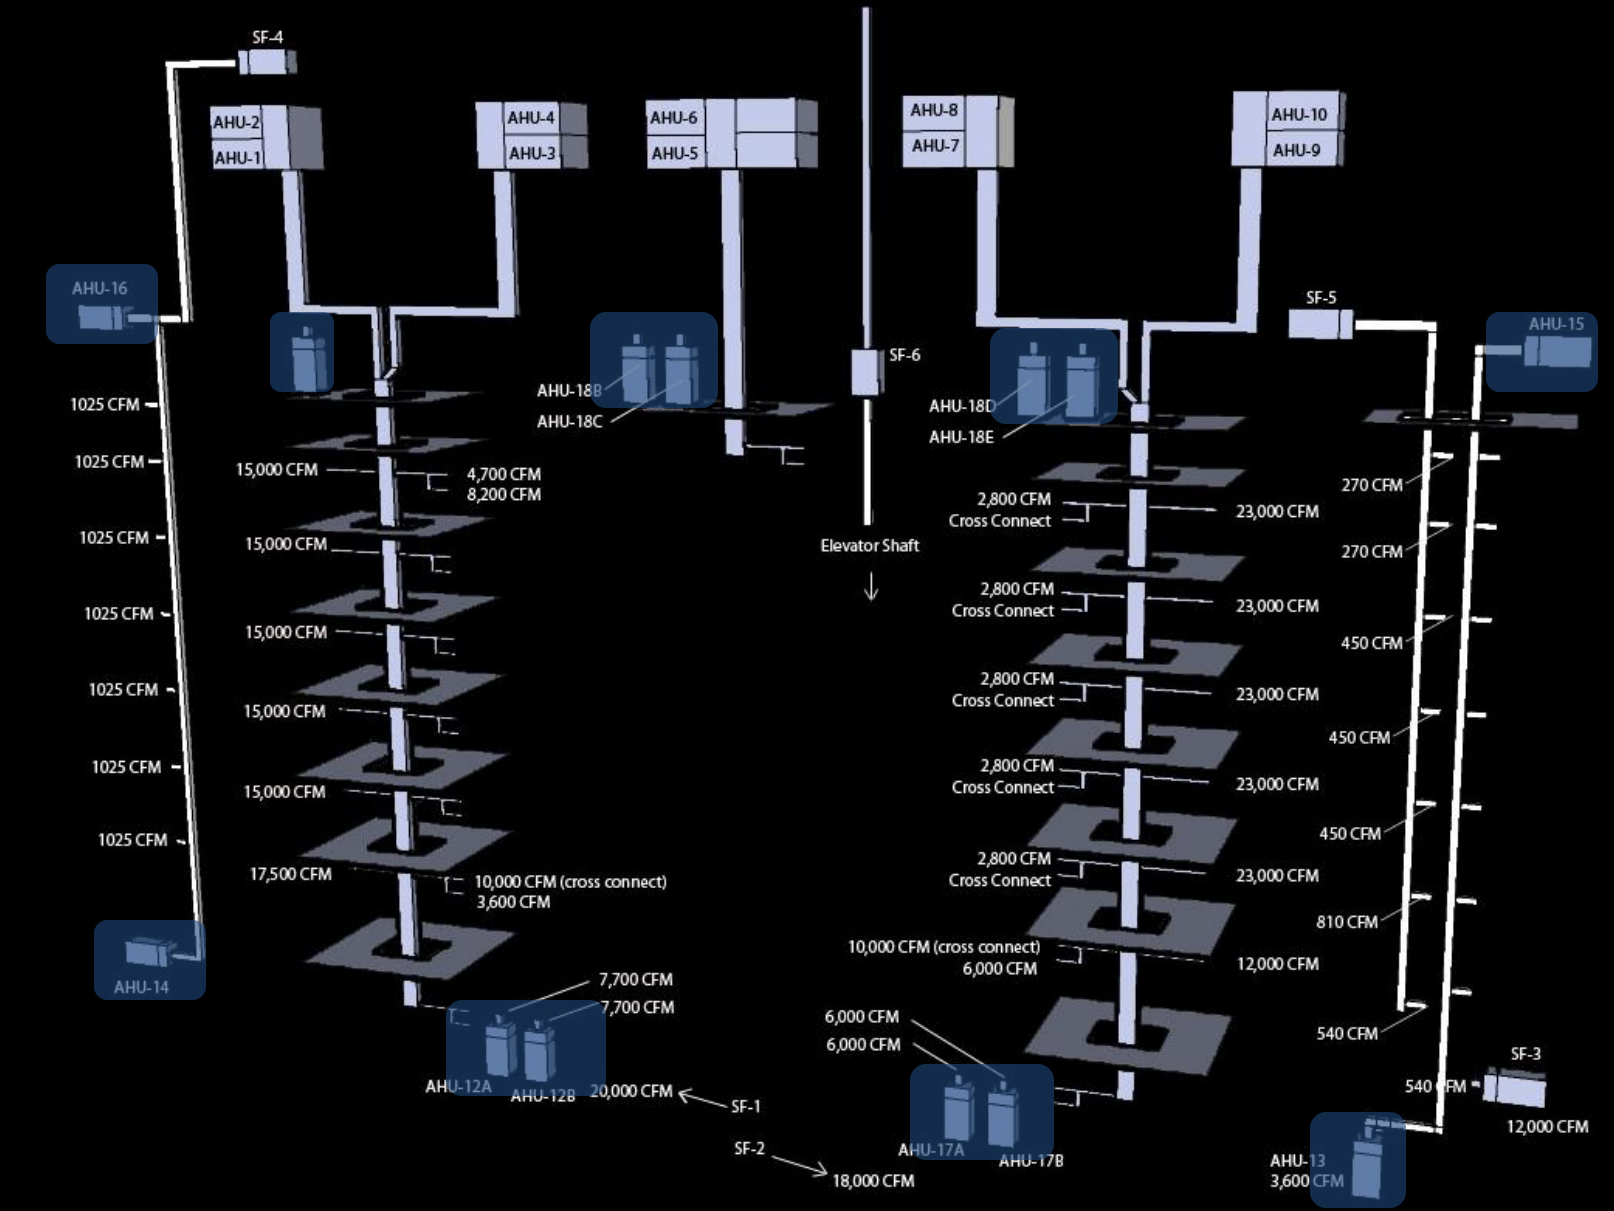 SF-4
AHU-2
AHU-1
AHU-4
AHU-3
AHU-6
AHU-5
AHU-8
AHU-7
AHU-10
AHU-9
AHU-16
SF-5
AHU-15
SF-6
AHU-18B
AHU-18C
AHU-18D
AHU-18E
Elevator Shaft
1025 CFM
1025 CFM
1025 CFM
1025 CFM
1025 CFM
1025 CFM
1025 CFM
AHU-14
15,000 CFM
4,700 CFM
8,200 CFM
15,000 CFM
15,000 CFM
15,000 CFM
15,000 CFM
17,500 CFM
10,000 CFM (cross connect)
3,600 CFM
7,700 CFM
7,700 CFM
AHU-12A
AHU-12B
20,000 CFM
SF-1
SF-2
18,000 CFM
2,800 CFM
Cross Connect
23,000 CFM
2,800 CFM
Cross Connect
23,000 CFM
2,800 CFM
Cross Connect
23,000 CFM
2,800 CFM
Cross Connect
23,000 CFM
2,800 CFM
Cross Connect
23,000 CFM
10,000 CFM (cross connect)
6,000 CFM
12,000 CFM
6,000 CFM
6,000 CFM
AHU-17A
AHU-17B
270 CFM
270 CFM
450 CFM
450 CFM
450 CFM
810 CFM
540 CFM
SF-3
540 CFM
12,000 CFM
AHU-13
3,600 CFM